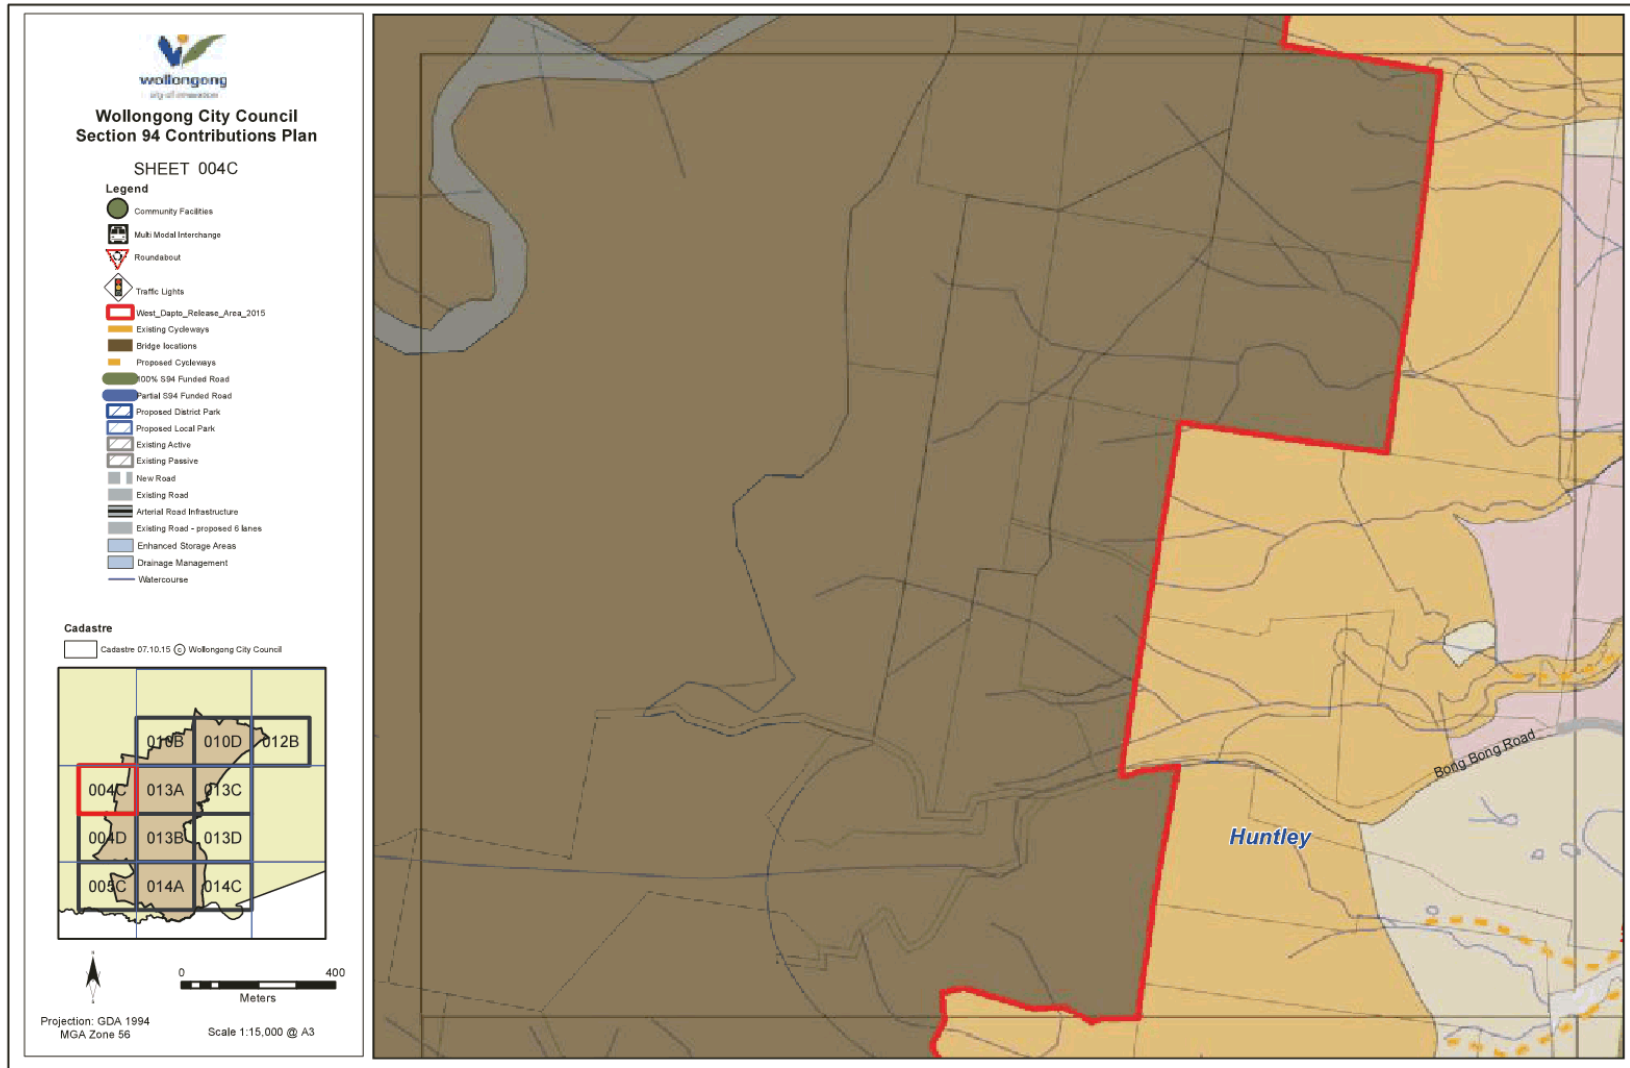 wollongong
city of innovation
Wollongong City Council
Section 94 Contributions Plan
SHEET 004C
Legend
Community Facilities
Multi Modal Interchange
Roundabout
Traffic Lights
West_Dapto_Release_Area_2015
Existing Cycleways
Bridge locations
Proposed Cycleways
100% S94 Funded Road
Partial S94 Funded Road
Proposed District Park
Proposed Local Park
Existing Active
Existing Passive
New Road
Existing Road
Arterial Road Infrastructure
Existing Road - proposed 6 lanes
Enhanced Storage Areas
Drainage Management
Watercourse
Cadastre
Cadastre 07.10.15 © Wollongong City Council
010B 010D 012B
004C 013A 013C
004D 013B 013D
005C 014A 014C
0 400
Meters
Projection: GDA 1994
MGA Zone 56
Scale 1:15,000 @ A3
Bong Bong Road
Huntley